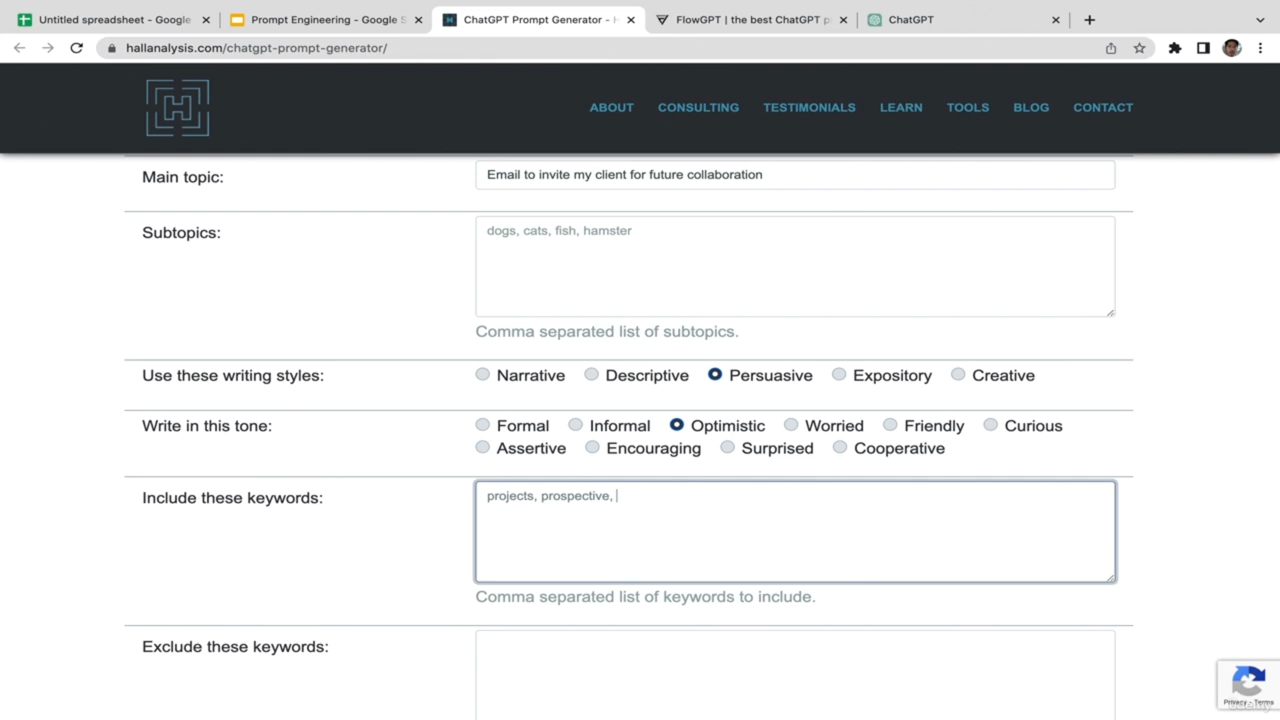 Untitled spreadsheet - Google
Prompt Engineering - Google S
ChatGPT Prompt Generator - H
FlowGPT | the best ChatGPT p
ChatGPT
hallanalysis.com/chatgpt-prompt-generator/
H
ABOUT CONSULTING TESTIMONIALS LEARN TOOLS BLOG CONTACT
Main topic: Email to invite my client for future collaboration
Subtopics: dogs, cats, fish, hamster
Comma separated list of subtopics.
Use these writing styles: Narrative Descriptive Persuasive Expository Creative
Write in this tone: Formal Informal Optimistic Worried Friendly Curious
Assertive Encouraging Surprised Cooperative
Include these keywords: projects, prospective,
Comma separated list of keywords to include.
Exclude these keywords:
Privacy - Terms